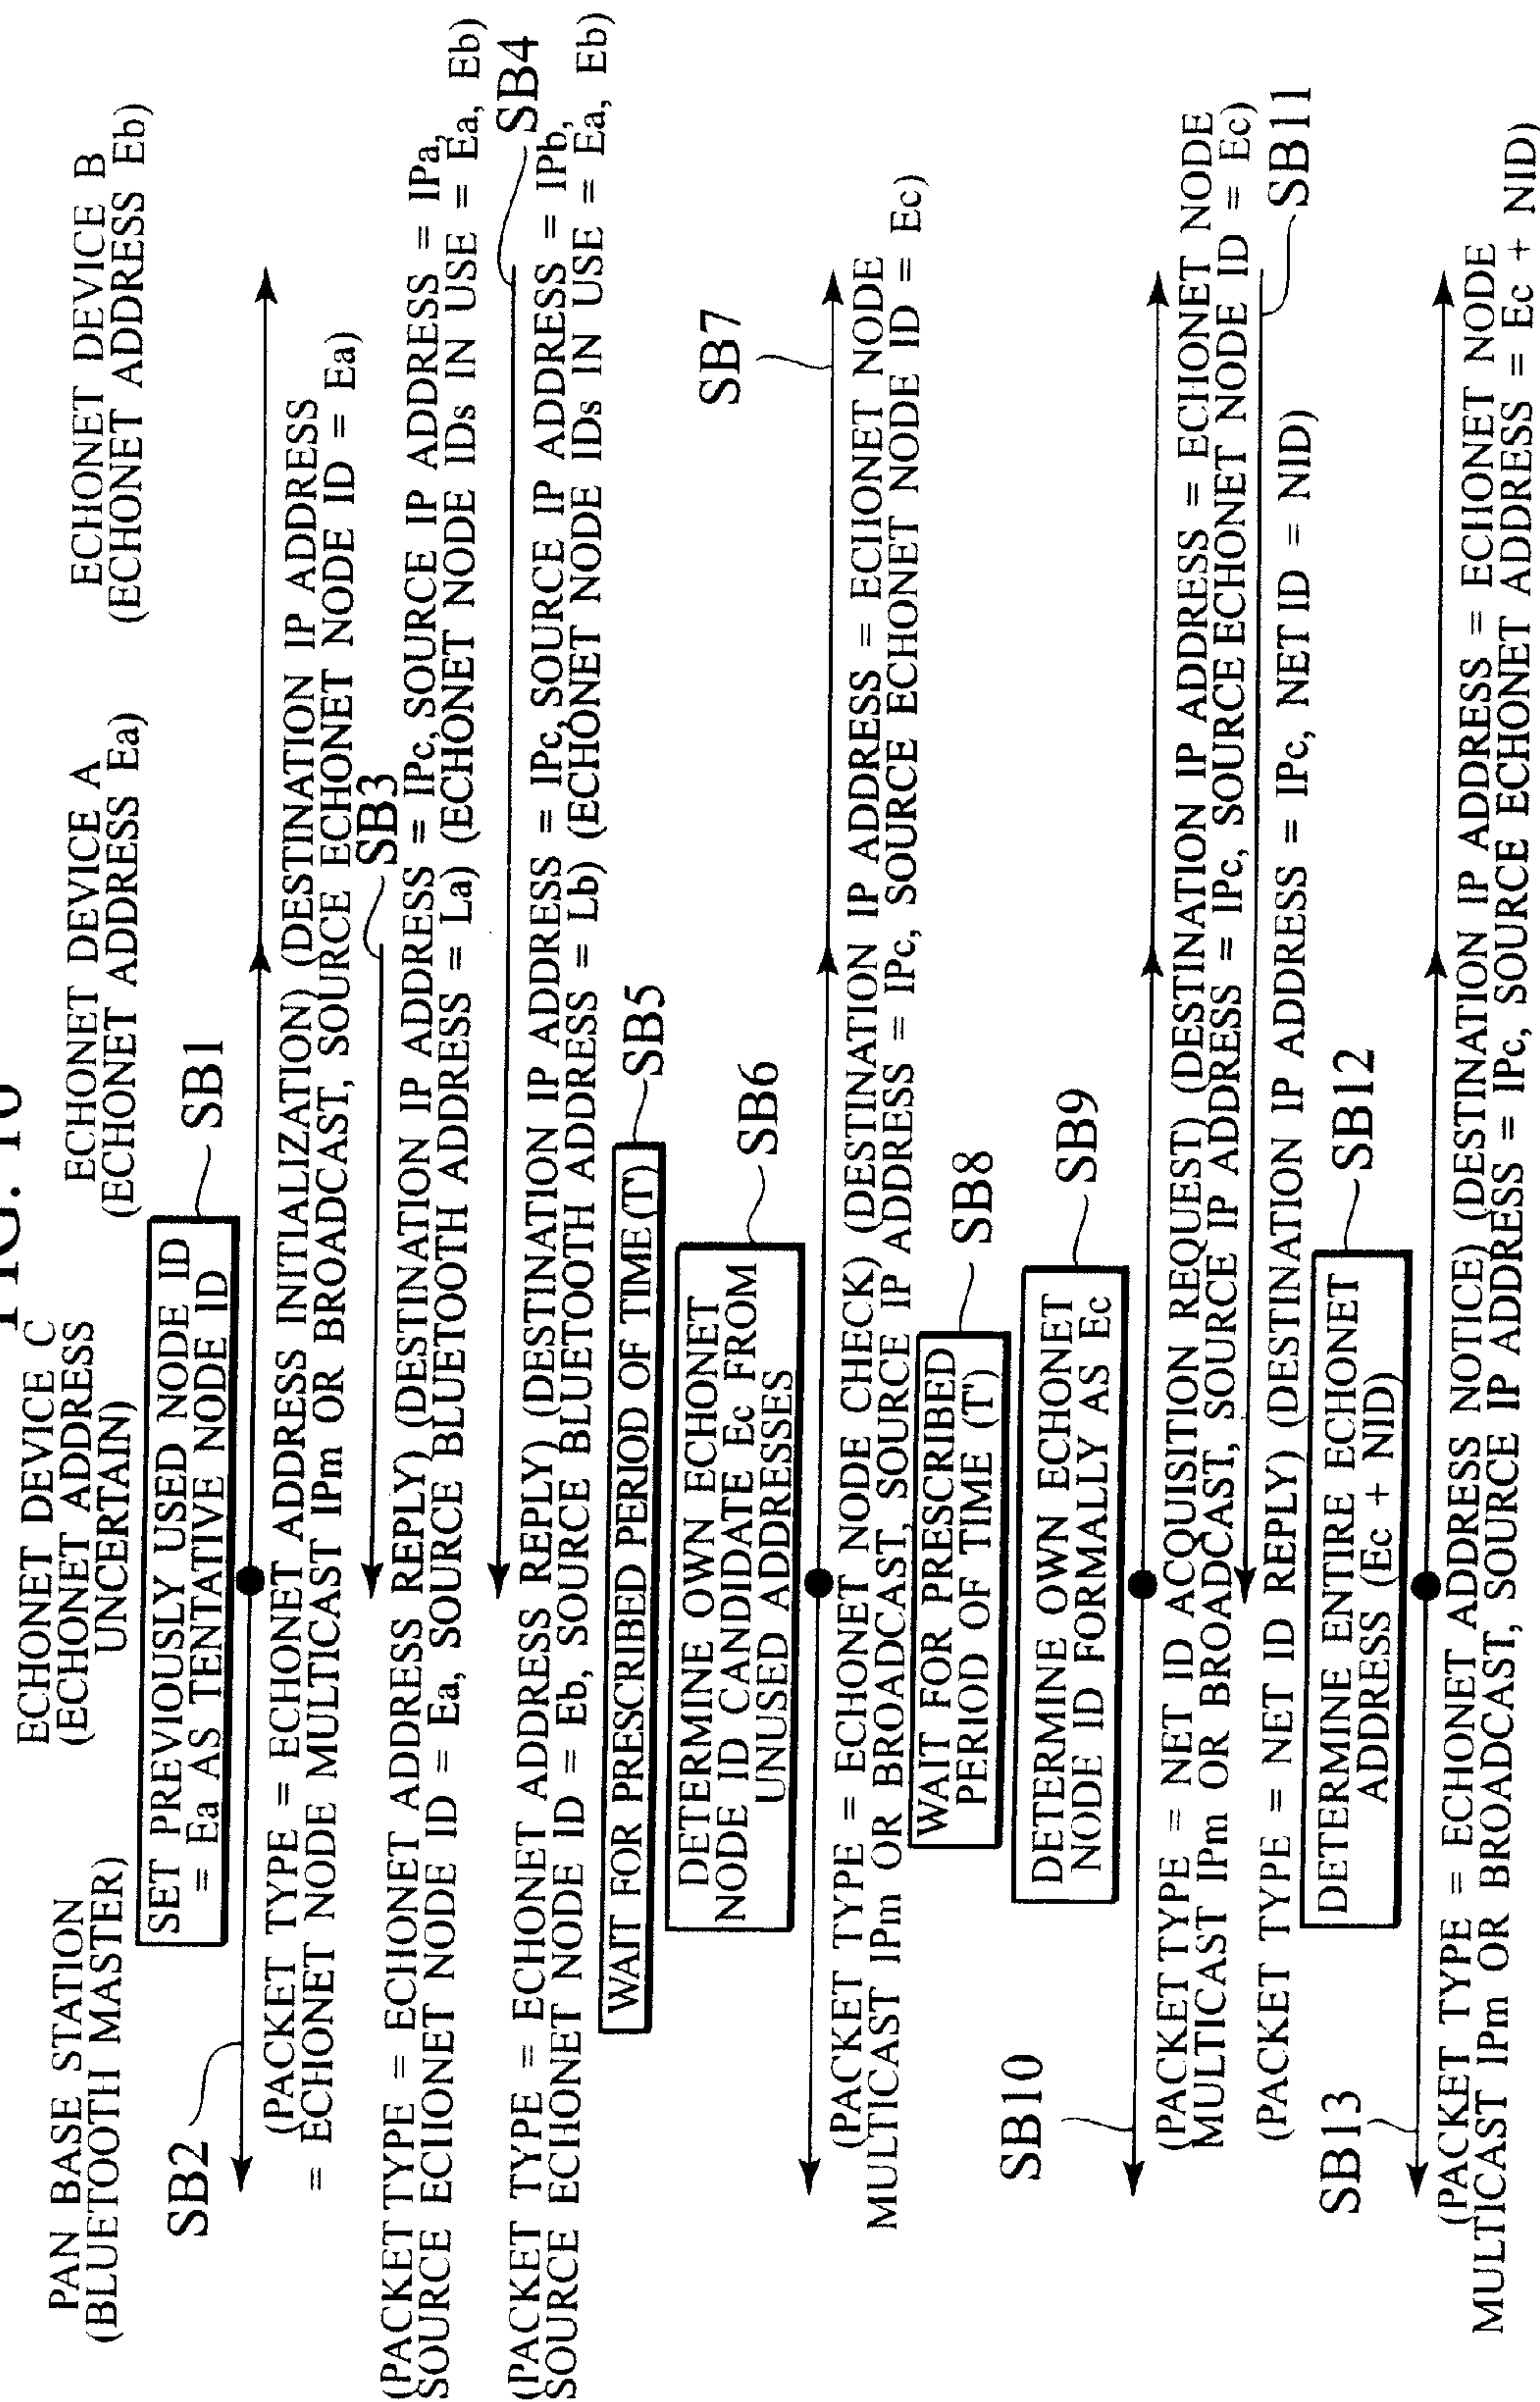 FIG. 10
PAN BASE STATION
(BLUETOOTH MASTER)
ECHONET DEVICE C
(ECHONET ADDRESS
UNCERTAIN)
ECHONET DEVICE A
(ECHONET ADDRESS Ea)
ECHONET DEVICE B
(ECHONET ADDRESS Eb)
SET PREVIOUSLY USED NODE ID
= Ea AS TENTATIVE NODE ID
SB1
SB2
(PACKET TYPE = ECHONET ADDRESS INITIALIZATION) (DESTINATION IP ADDRESS
= ECHONET NODE MULTICAST IPm OR BROADCAST, SOURCE ECHONET NODE ID = Ea)
SB3
(PACKET TYPE = ECHONET ADDRESS REPLY) (DESTINATION IP ADDRESS = IPc, SOURCE IP ADDRESS = IPa,
SOURCE ECHONET NODE ID = Ea, SOURCE BLUETOOTH ADDRESS = La) (ECHONET NODE IDs IN USE = Ea, Eb)
SB4
(PACKET TYPE = ECHONET ADDRESS REPLY) (DESTINATION IP ADDRESS = IPc, SOURCE IP ADDRESS = IPb,
SOURCE ECHONET NODE ID = Eb, SOURCE BLUETOOTH ADDRESS = Lb) (ECHONET NODE IDs IN USE = Ea, Eb)
WAIT FOR PRESCRIBED PERIOD OF TIME (T)
SB5
DETERMINE OWN ECHONET
NODE ID CANDIDATE Ec FROM
UNUSED ADDRESSES
SB6
SB7
(PACKET TYPE = ECHONET NODE CHECK) (DESTINATION IP ADDRESS = ECHONET NODE
MULTICAST IPm OR BROADCAST, SOURCE IP ADDRESS = IPc, SOURCE ECHONET NODE ID = Ec)
WAIT FOR PRESCRIBED
PERIOD OF TIME (T')
SB8
DETERMINE OWN ECHONET
NODE ID FORMALLY AS Ec
SB9
SB10
(PACKET TYPE = NET ID ACQUISITION REQUEST) (DESTINATION IP ADDRESS = ECHONET NODE
MULTICAST IPm OR BROADCAST, SOURCE IP ADDRESS = IPc, SOURCE ECHONET NODE ID = Ec)
SB11
(PACKET TYPE = NET ID REPLY) (DESTINATION IP ADDRESS = IPc, NET ID = NID)
DETERMINE ENTIRE ECHONET
ADDRESS (Ec + NID)
SB12
SB13
(PACKET TYPE = ECHONET ADDRESS NOTICE) (DESTINATION IP ADDRESS = ECHONET NODE
MULTICAST IPm OR BROADCAST, SOURCE IP ADDRESS = IPc, SOURCE ECHONET ADDRESS = Ec + NID)